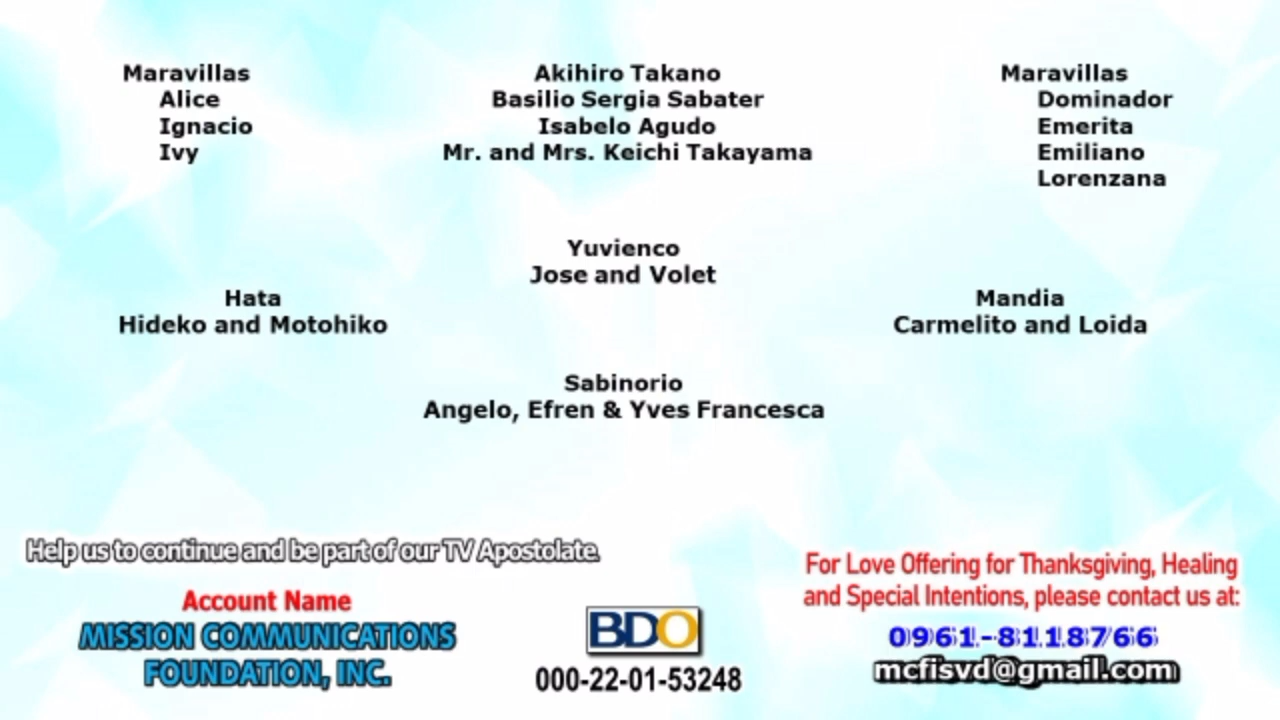 Maravillas
Alice
Ignacio
Ivy
Akihiro Takano
Basilio Sergia Sabater
Isabelo Agudo
Mr. and Mrs. Keichi Takayama
Maravillas
Dominador
Emerita
Emiliano
Lorenzana
Yuvienco
Jose and Volet
Hata
Hideko and Motohiko
Mandia
Carmelito and Loida
Sabinorio
Angelo, Efren & Yves Francesca
Help us to continue and be part of our TV Apostolate.
Account Name
MISSION COMMUNICATIONS
FOUNDATION, INC.
BDO
000-22-01-53248
For Love Offering for Thanksgiving, Healing
and Special Intentions, please contact us at:
0961-8118766
mcfisvd@gmail.com